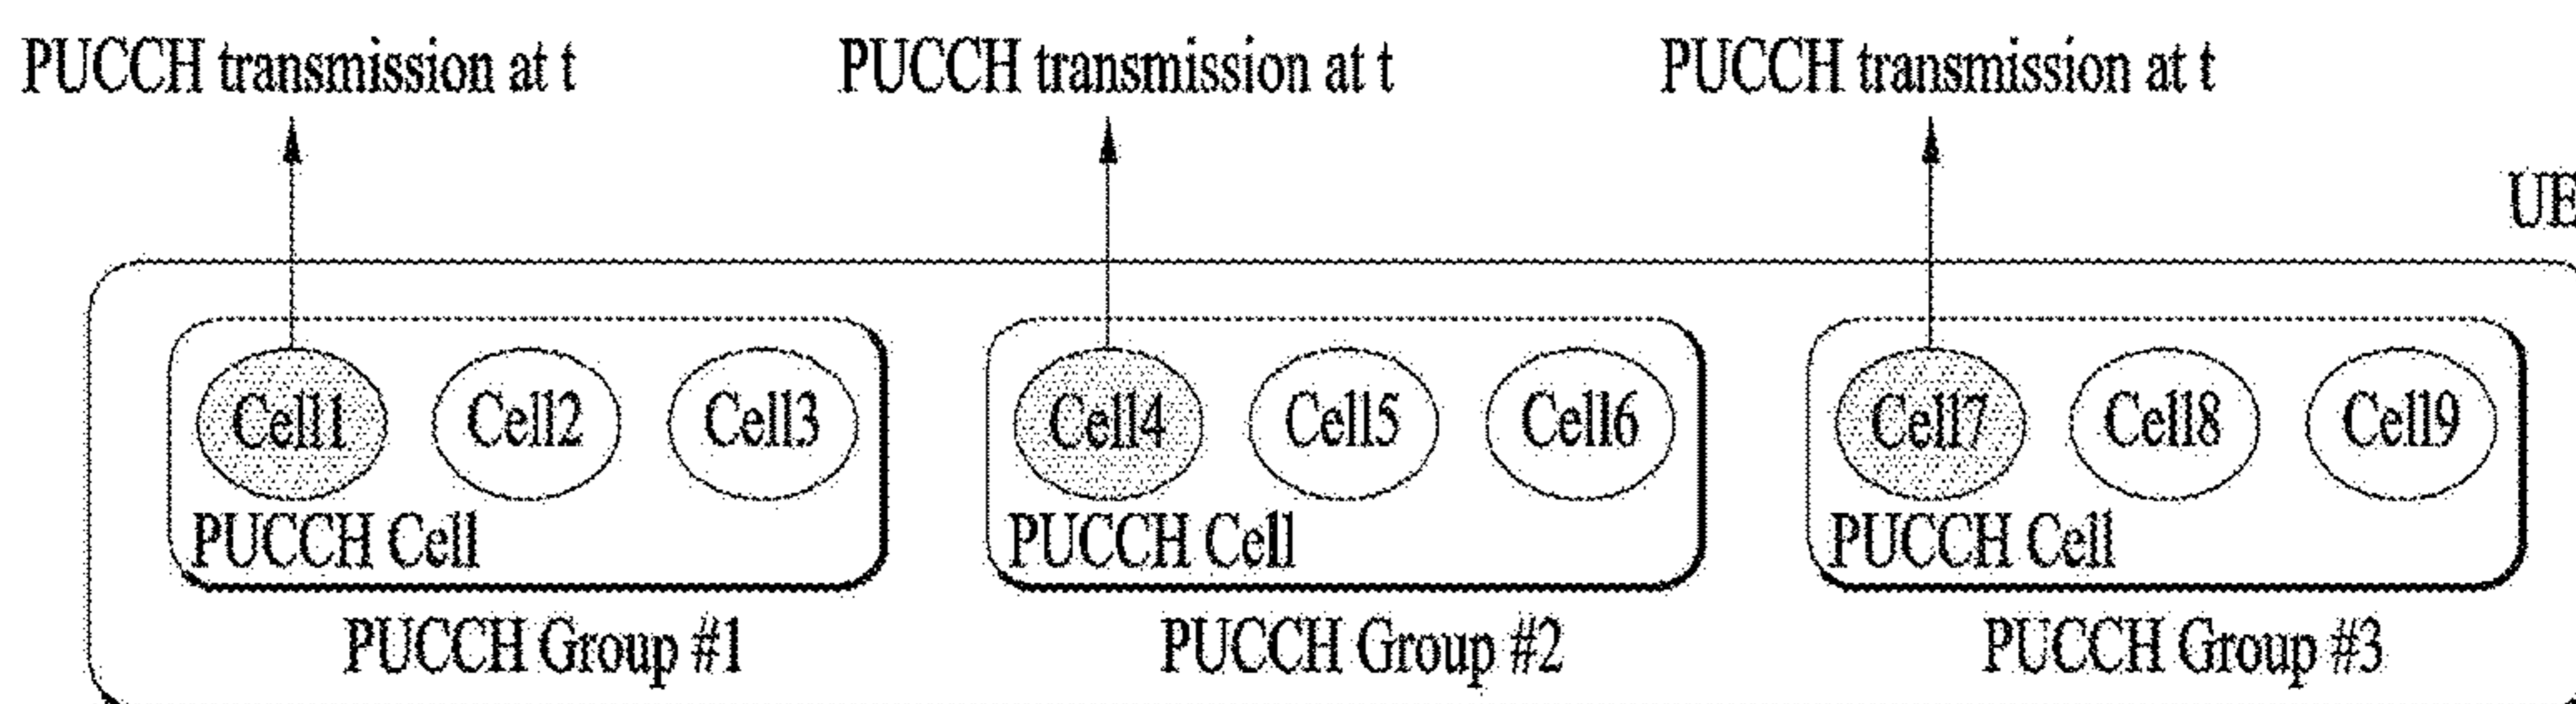 PUCCH transmission at t PUCCH transmission at t PUCCH transmission at t
UE
Cell1 Cell2 Cell3 Cell4 Cell5 Cell6 Cell7 Cell8 Cell9
PUCCH Cell PUCCH Cell PUCCH Cell
PUCCH Group #1 PUCCH Group #2 PUCCH Group #3